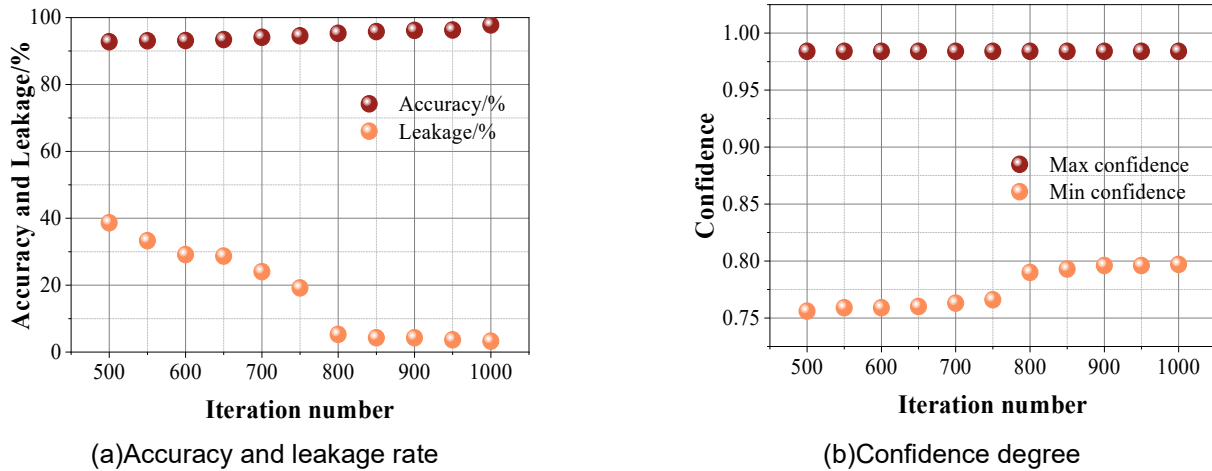 100
80
60
40
20
0
Accuracy and Leakage/%
Accuracy/%
Leakage/%
500 600 700 800 900 1000
Iteration number
(a)Accuracy and leakage rate
1.00
0.95
0.90
0.85
0.80
0.75
Confidence
Max confidence
Min confidence
500 600 700 800 900 1000
Iteration number
(b)Confidence degree